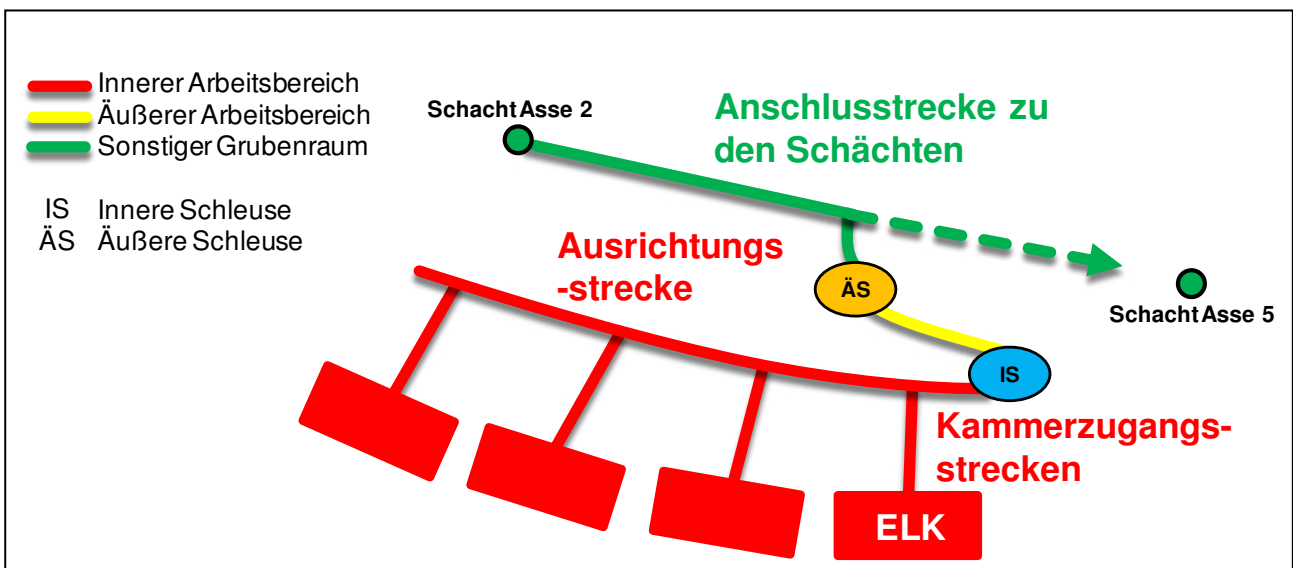 Innerer Arbeitsbereich
Äußerer Arbeitsbereich
Sonstiger Grubenraum
IS Innere Schleuse
ÄS Äußere Schleuse
Schacht Asse 2
Anschlusstrecke zu
den Schächten
Ausrichtungs
-strecke
ÄS
Schacht Asse 5
IS
Kammerzugangs-
strecken
ELK